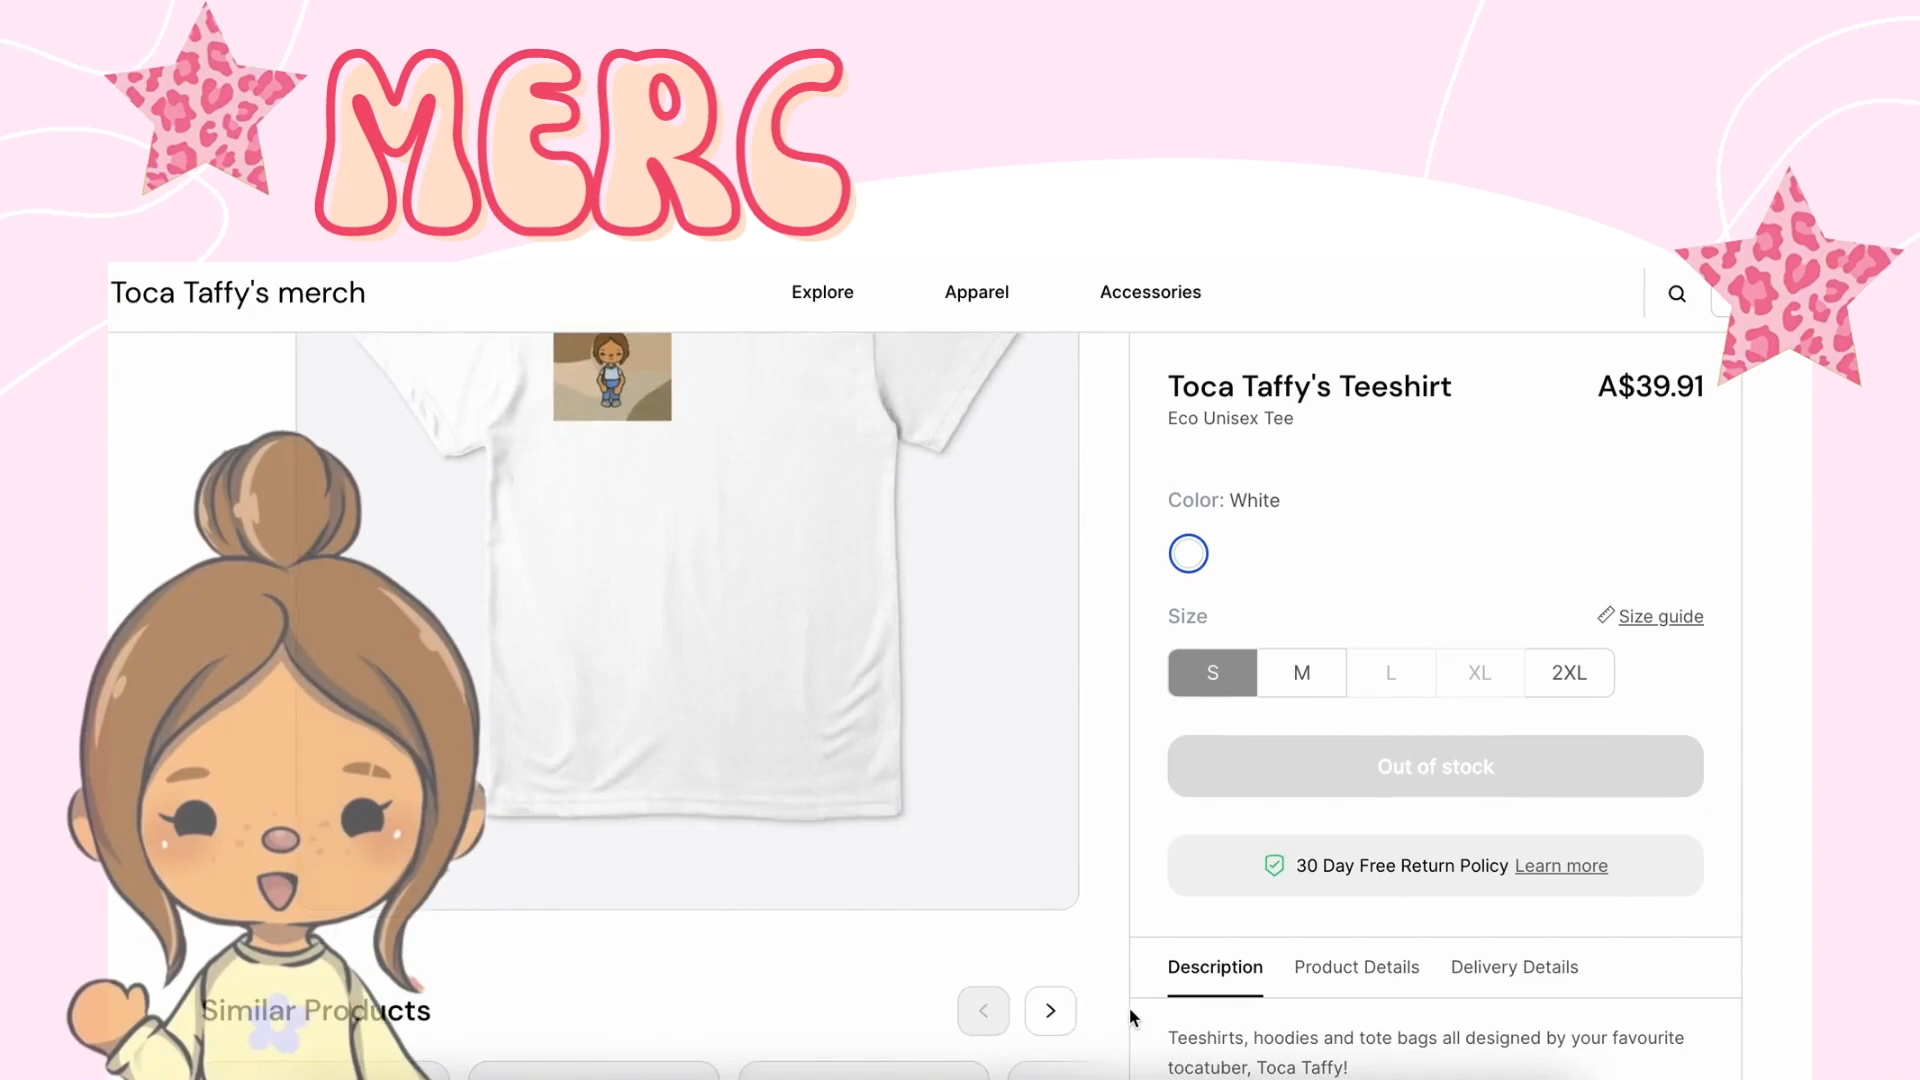 MERC
Toca Taffy's merch
Explore
Apparel
Accessories
Toca Taffy's Teeshirt
A$39.91
Eco Unisex Tee
Color: White
Size
Size guide
S
M
L
XL
2XL
Out of stock
30 Day Free Return Policy Learn more
Description
Product Details
Delivery Details
Similar Products
Teeshirts, hoodies and tote bags all designed by your favourite
tocatuber, Toca Taffy!